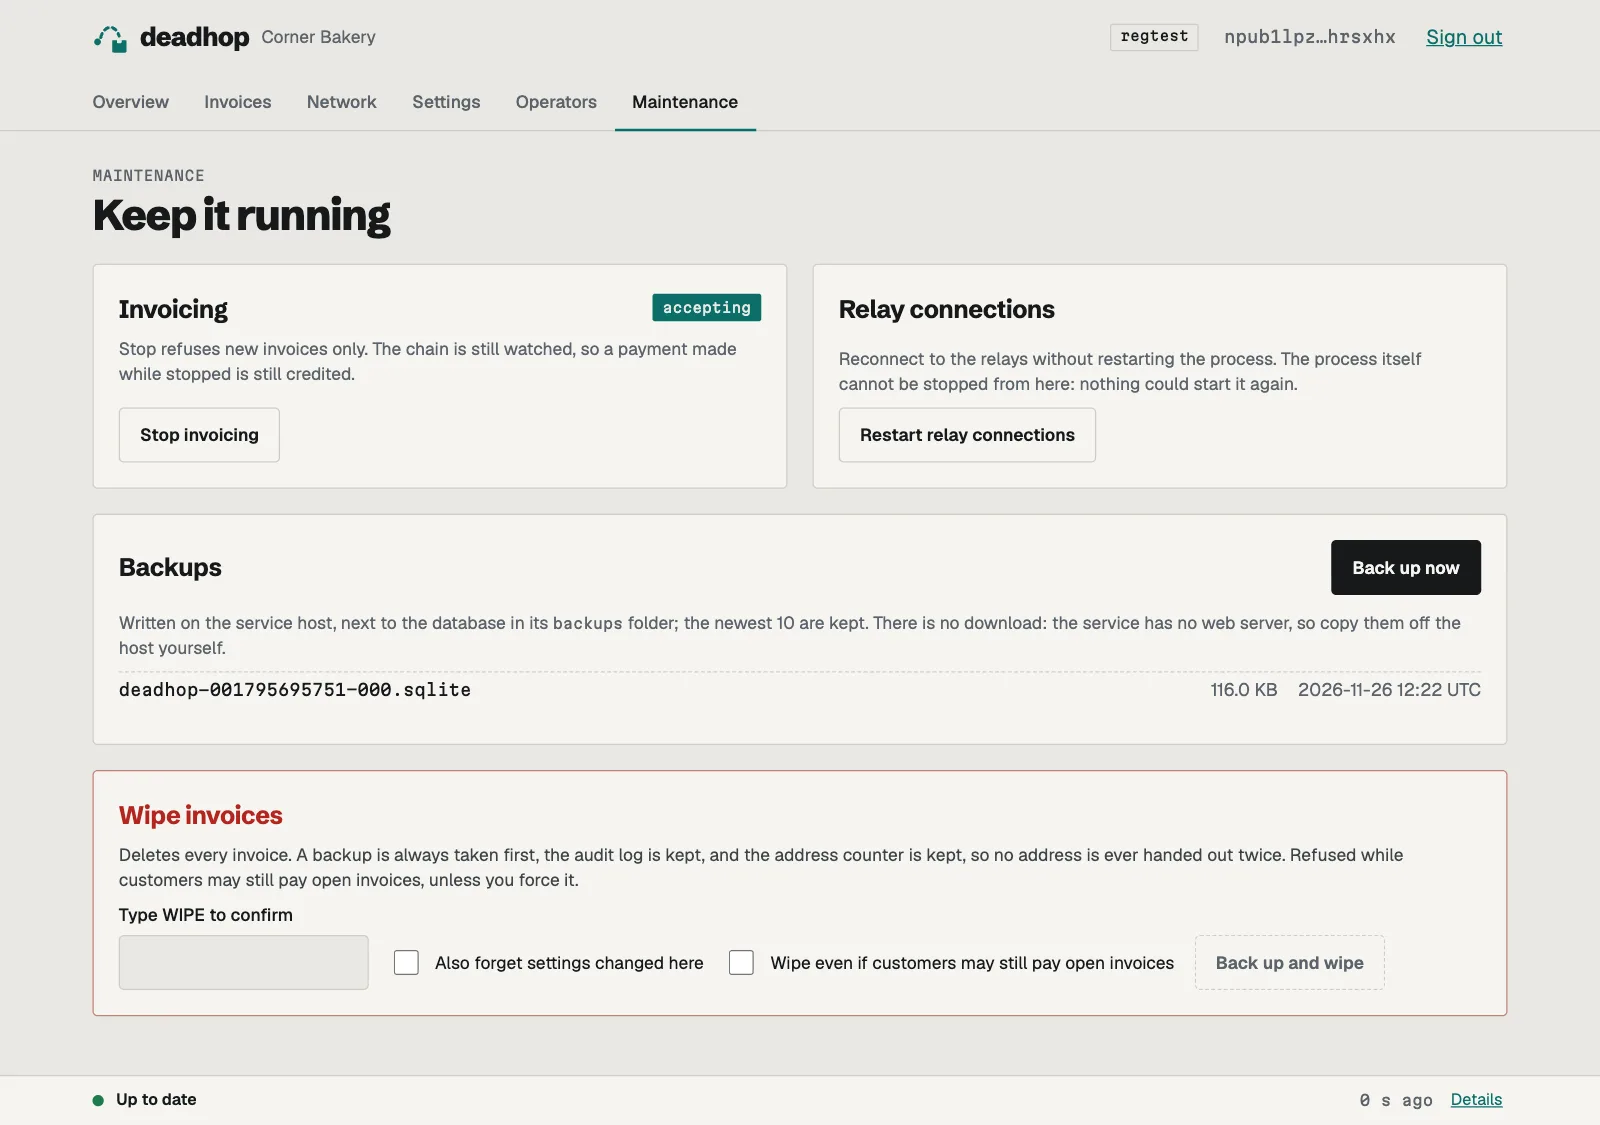 deadhop Corner Bakery
regtest npub1lpz…hrsxhx Sign out
Overview Invoices Network Settings Operators Maintenance
MAINTENANCE
Keep it running
Invoicing accepting
Stop refuses new invoices only. The chain is still watched, so a payment made
while stopped is still credited.
Stop invoicing
Relay connections
Reconnect to the relays without restarting the process. The process itself
cannot be stopped from here: nothing could start it again.
Restart relay connections
Backups
Back up now
Written on the service host, next to the database in its backups folder; the newest 10 are kept. There is no download: the service has no web server, so copy them off the
host yourself.
deadhop-001795695751-000.sqlite 116.0 KB 2026-11-26 12:22 UTC
Wipe invoices
Deletes every invoice. A backup is always taken first, the audit log is kept, and the address counter is kept, so no address is ever handed out twice. Refused while
customers may still pay open invoices, unless you force it.
Type WIPE to confirm
Also forget settings changed here Wipe even if customers may still pay open invoices Back up and wipe
Up to date 0 s ago Details